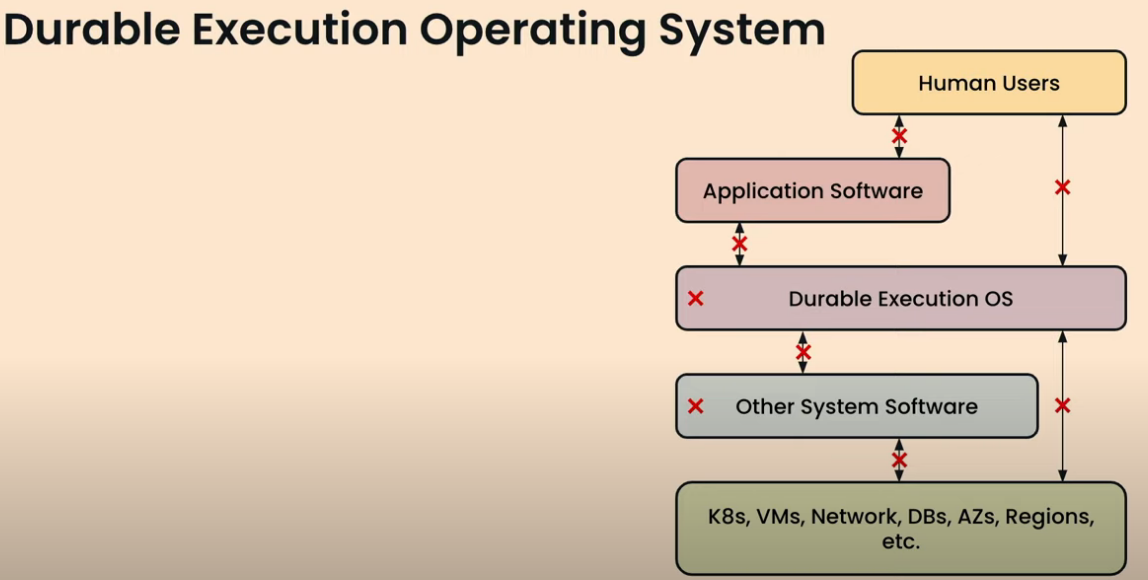 Durable Execution Operating System
Human Users
Application Software
Durable Execution OS
Other System Software
K8s, VMs, Network, DBs, AZs, Regions,
etc.